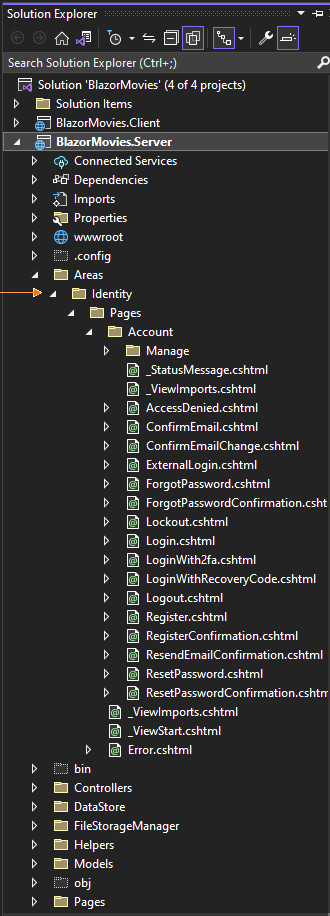 Solution Explorer
Search Solution Explorer (Ctrl+;)
Solution 'BlazorMovies' (4 of 4 projects)
Solution Items
BlazorMovies.Client
BlazorMovies.Server
Connected Services
Dependencies
Imports
Properties
wwwroot
.config
Areas
Identity
Pages
Account
Manage
_StatusMessage.cshtml
_ViewImports.cshtml
AccessDenied.cshtml
ConfirmEmail.cshtml
ConfirmEmailChange.cshtml
ExternalLogin.cshtml
ForgotPassword.cshtml
ForgotPasswordConfirmation.csht
Lockout.cshtml
Login.cshtml
LoginWith2fa.cshtml
LoginWithRecoveryCode.cshtml
Logout.cshtml
Register.cshtml
RegisterConfirmation.cshtml
ResendEmailConfirmation.cshtml
ResetPassword.cshtml
ResetPasswordConfirmation.cshtm
_ViewImports.cshtml
_ViewStart.cshtml
Error.cshtml
bin
Controllers
DataStore
FileStorageManager
Helpers
Models
obj
Pages